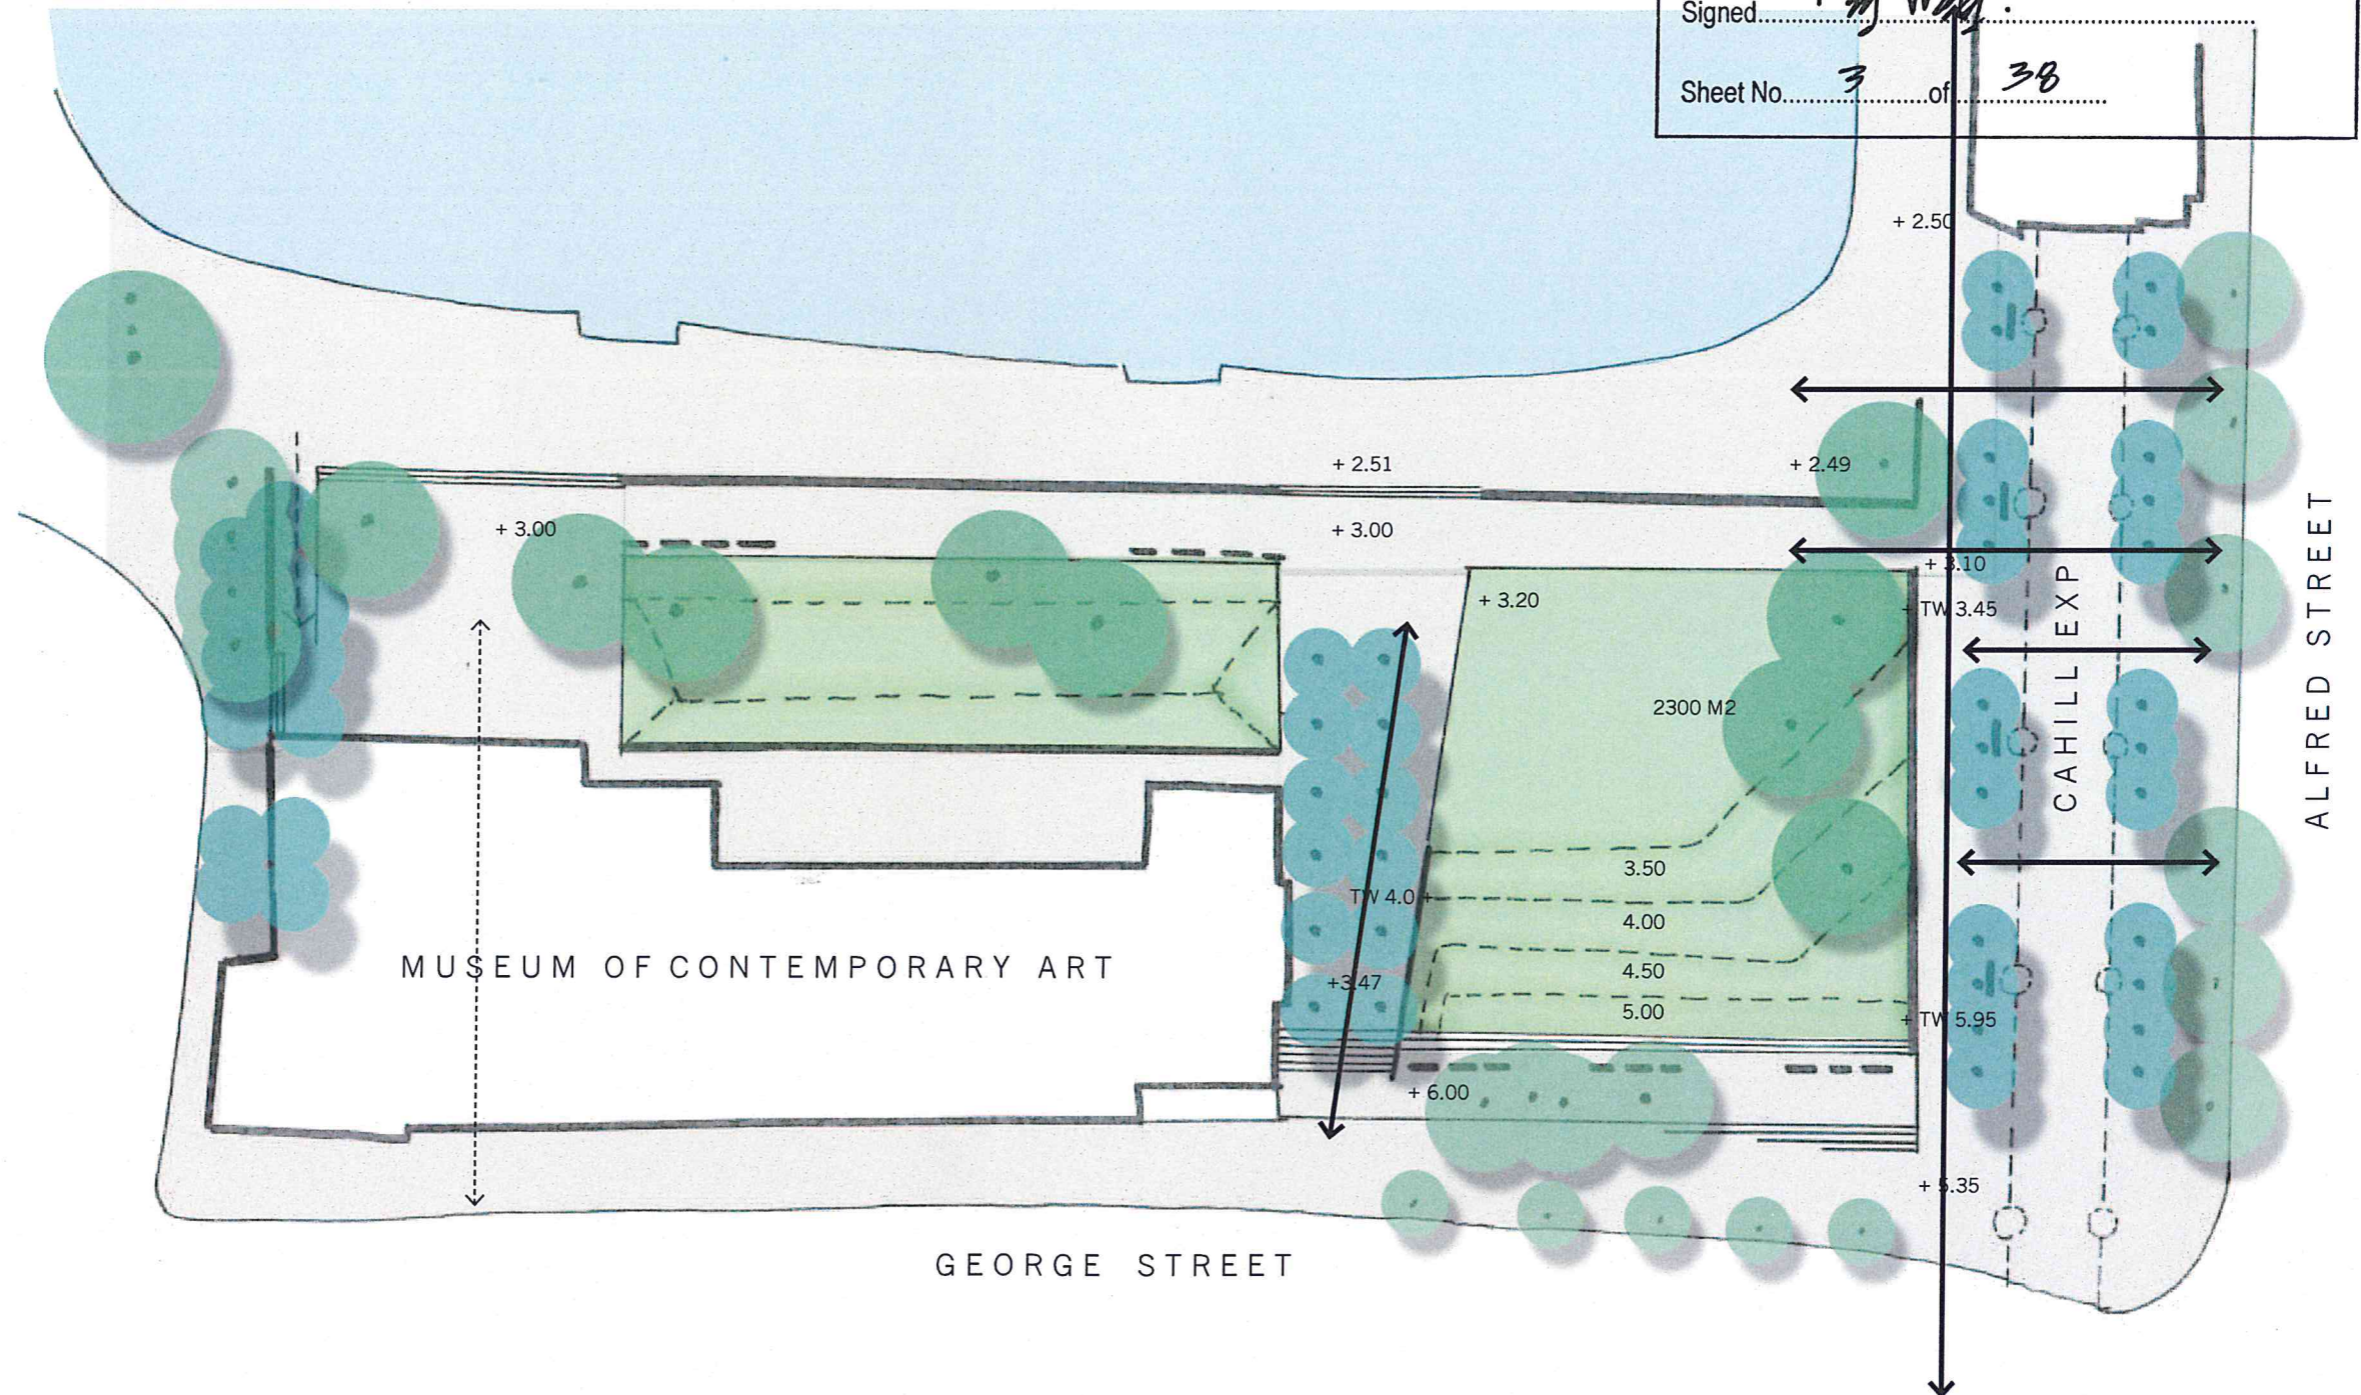 Signed
Sheet No. 3 of 38
+ 2.50
+ 2.51
+ 2.49
+ 3.00
+ 3.00
+ 3.10
+ 3.20
+ TW 3.45
2300 M2
CAHILL EXP
ALFRED STREET
3.50
TW 4.0 +
4.00
MUSEUM OF CONTEMPORARY ART
4.50
+3.47
5.00
+ TW 5.95
+ 6.00
+ 5.35
GEORGE STREET